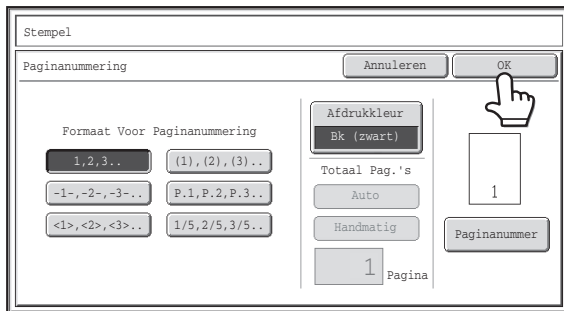 Stempel
Paginanummering
Annuleren
OK
Formaat Voor Paginanummering
1,2,3..
(1),(2),(3)..
-1-,-2-,-3-..
P.1,P.2,P.3..
<1>,<2>,<3>..
1/5,2/5,3/5..
Afdrukkleur
Bk (zwart)
Totaal Pag.'s
Auto
Handmatig
1 Pagina
1
Paginanummer